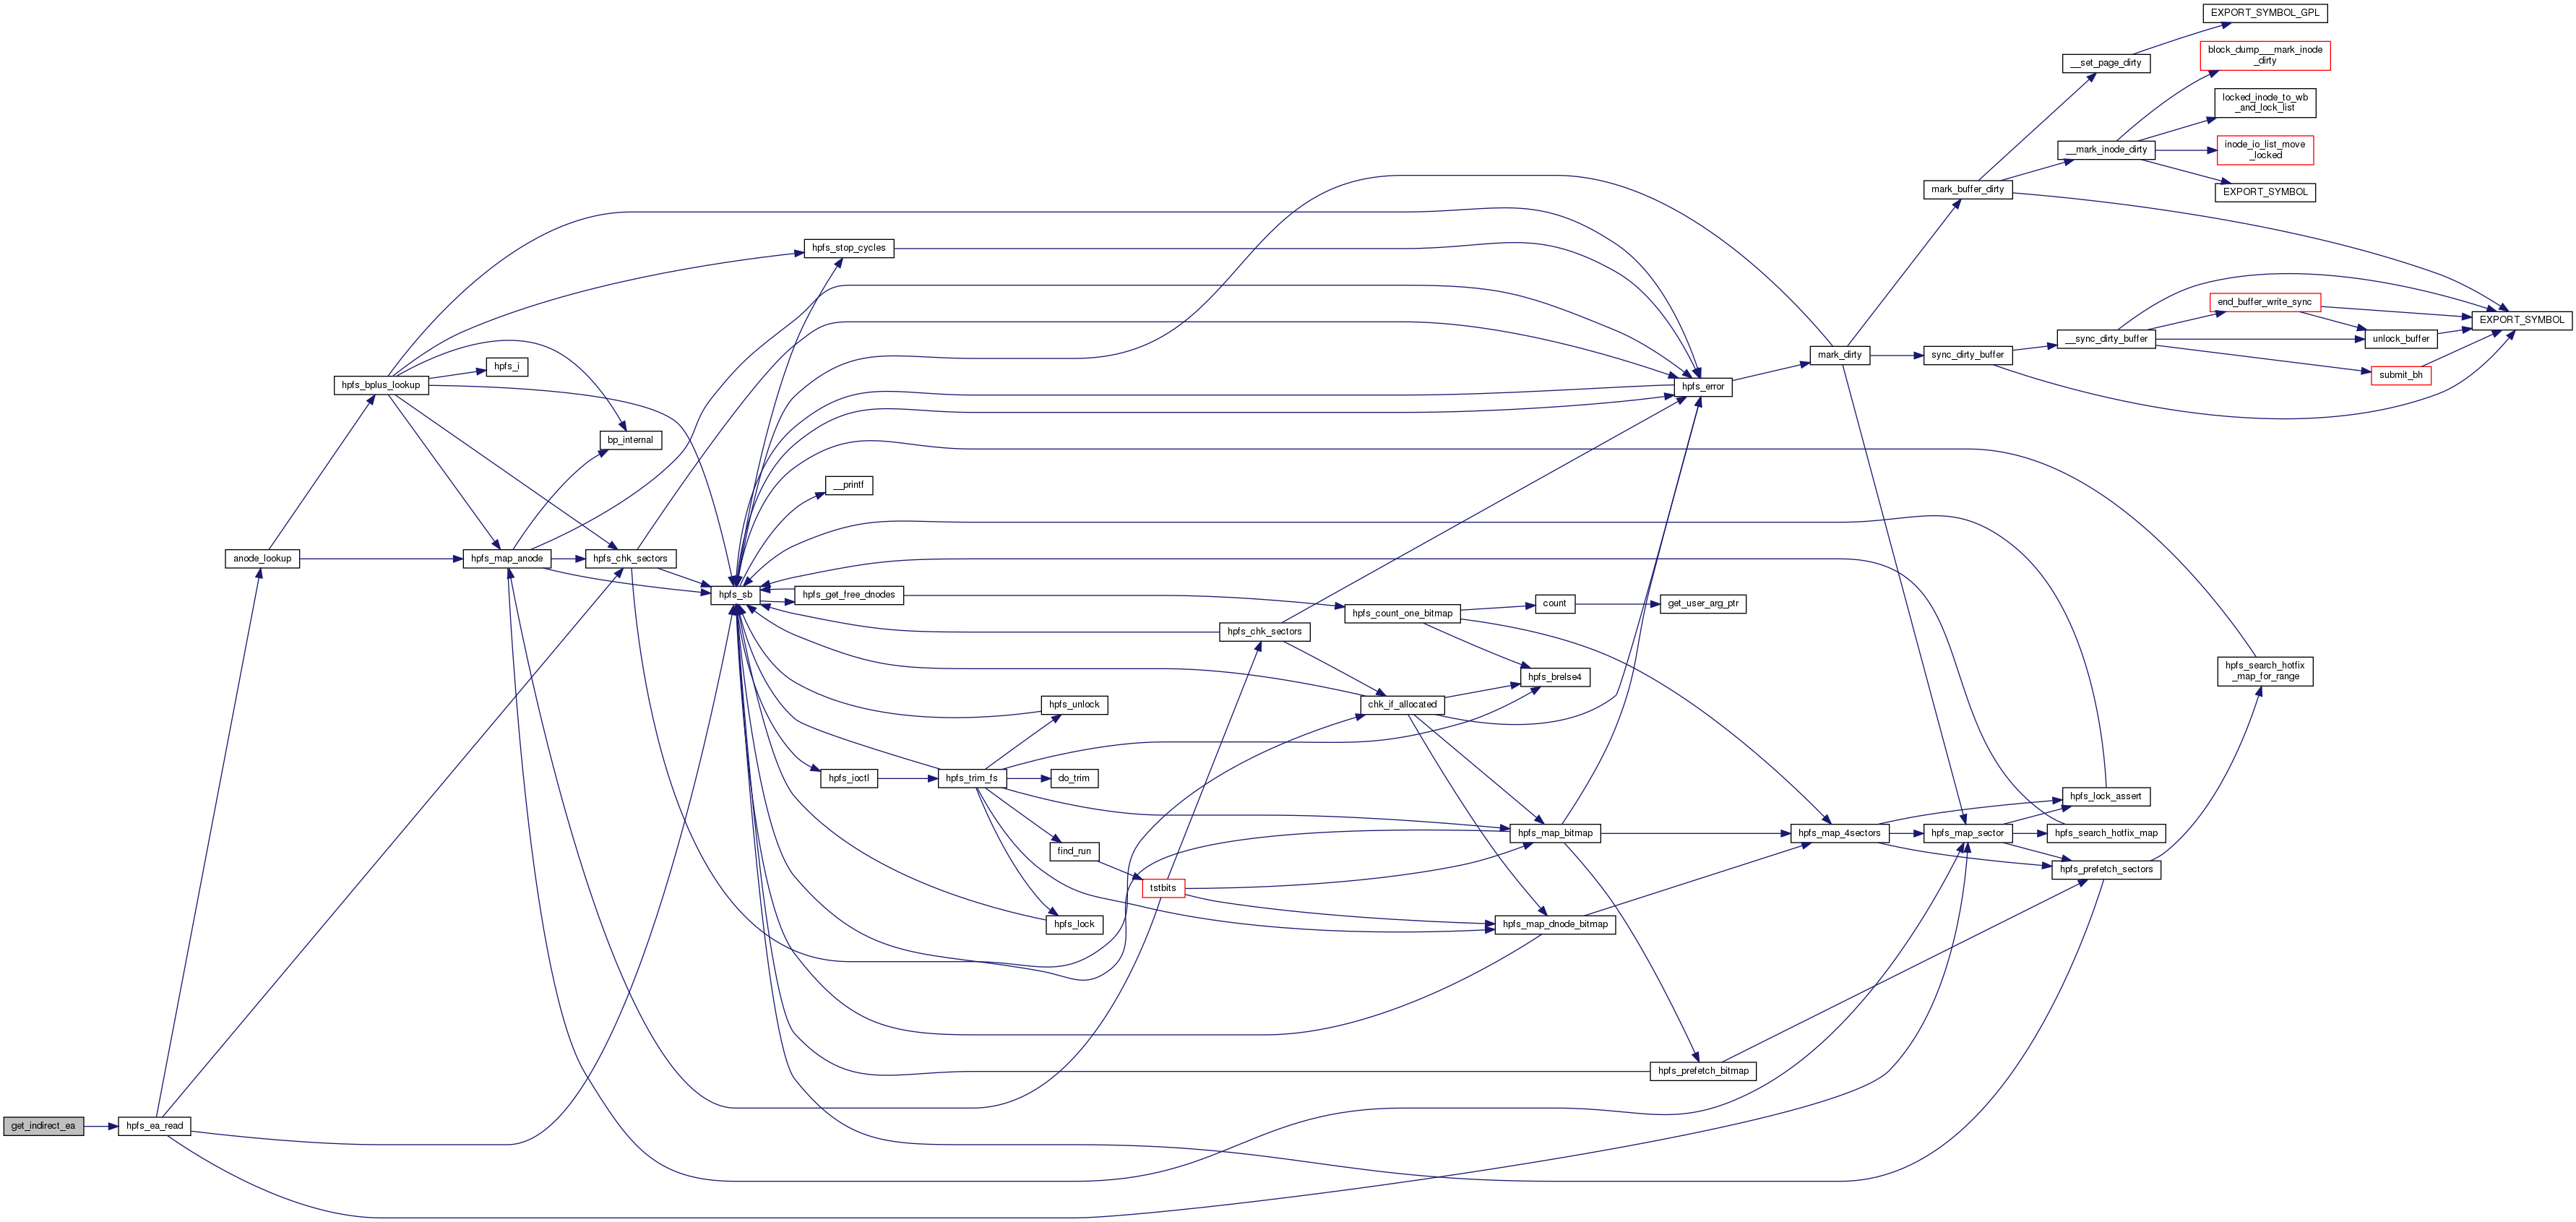 EXPORT_SYMBOL_GPL
block_dump___mark_inode
_dirty
__set_page_dirty
locked_inode_to_wb
_and_lock_list
inode_io_list_move
_locked
__mark_inode_dirty
EXPORT_SYMBOL
mark_buffer_dirty
hpfs_stop_cycles
end_buffer_write_sync
EXPORT_SYMBOL
__sync_dirty_buffer
unlock_buffer
mark_dirty
sync_dirty_buffer
submit_bh
hpfs_i
hpfs_bplus_lookup
hpfs_error
bp_internal
__printf
anode_lookup
hpfs_map_anode
hpfs_chk_sectors
hpfs_sb
hpfs_get_free_dnodes
hpfs_count_one_bitmap
count
get_user_arg_ptr
hpfs_chk_sectors
hpfs_search_hotfix
_map_for_range
hpfs_brelse4
hpfs_unlock
chk_if_allocated
hpfs_ioctl
hpfs_trim_fs
do_trim
hpfs_lock_assert
hpfs_map_bitmap
hpfs_map_4sectors
hpfs_map_sector
hpfs_search_hotfix_map
find_run
hpfs_prefetch_sectors
tstbits
hpfs_lock
hpfs_map_dnode_bitmap
hpfs_prefetch_bitmap
get_indirect_ea
hpfs_ea_read